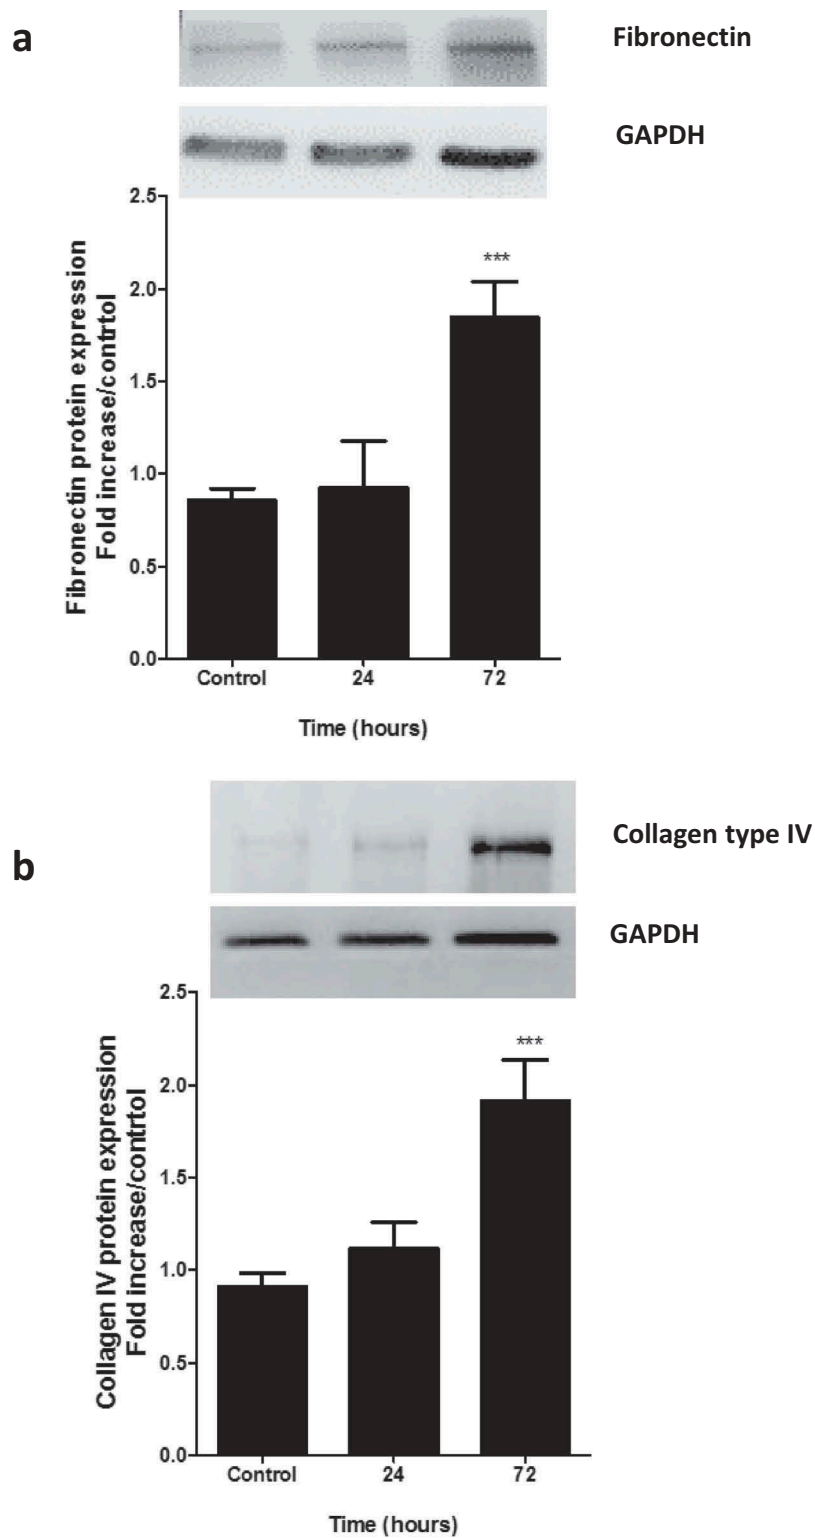 a
Fibronectin
GAPDH
2.5
2.0
1.5
1.0
0.5
0.0
Fibronectin protein expression
Fold increase/contrtol
***
Control 24 72
Time (hours)
b
Collagen type IV
GAPDH
2.5
2.0
1.5
1.0
0.5
0.0
Collagen IV protein expression
Fold increase/contrtol
***
Control 24 72
Time (hours)